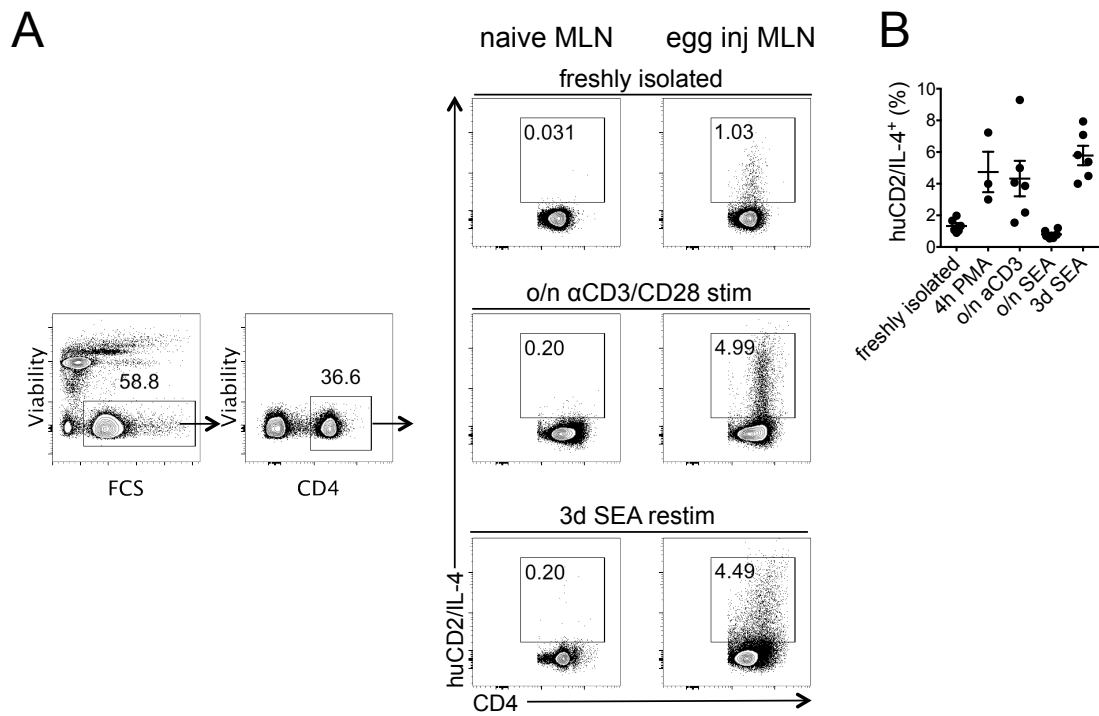 A
naive MLN
egg inj MLN
freshly isolated
0.031
1.03
o/n αCD3/CD28 stim
0.20
4.99
3d SEA restim
0.20
4.49
huCD2/IL-4
CD4
Viability
58.8
FCS
Viability
36.6
CD4
B
huCD2/IL-4⁺ (%)
10
8
6
4
2
0
freshly isolated
4h PMA
o/n aCD3
o/n SEA
3d SEA